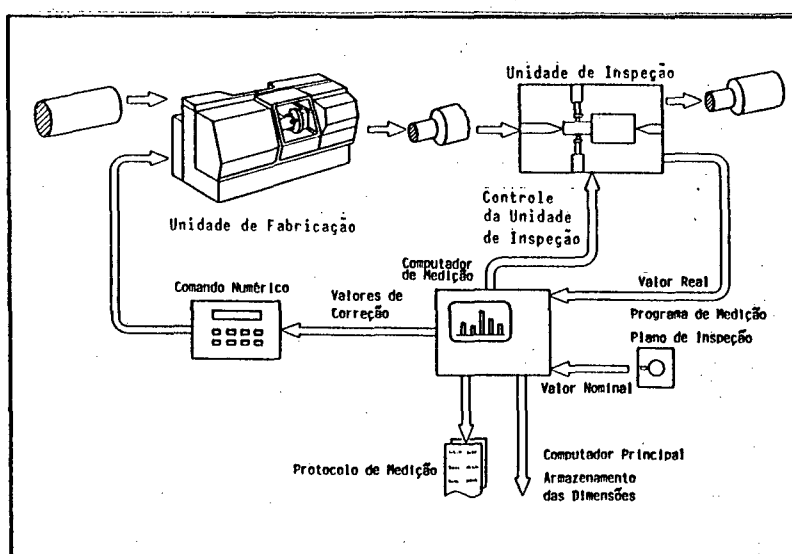 Unidade de Inspeção
Unidade de Fabricação
Controle
da Unidade
de Inspeção
Computador
de Medição
Comando Numérico
Valores de
Correção
Valor Real
Programa de Medição
Plano de Inspeção
Valor Nominal
Protocolo de Medição
Computador Principal
Armazenamento
das Dimensões